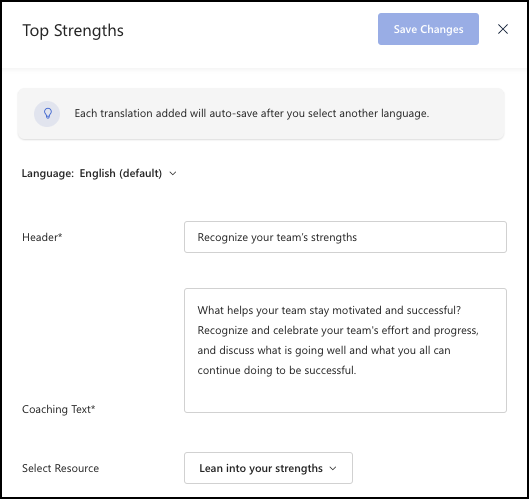 Top Strengths
Save Changes
Each translation added will auto-save after you select another language.
Language: English (default)
Header*
Recognize your team's strengths
What helps your team stay motivated and successful?
Recognize and celebrate your team's effort and progress,
and discuss what is going well and what you all can
continue doing to be successful.
Coaching Text*
Select Resource
Lean into your strengths